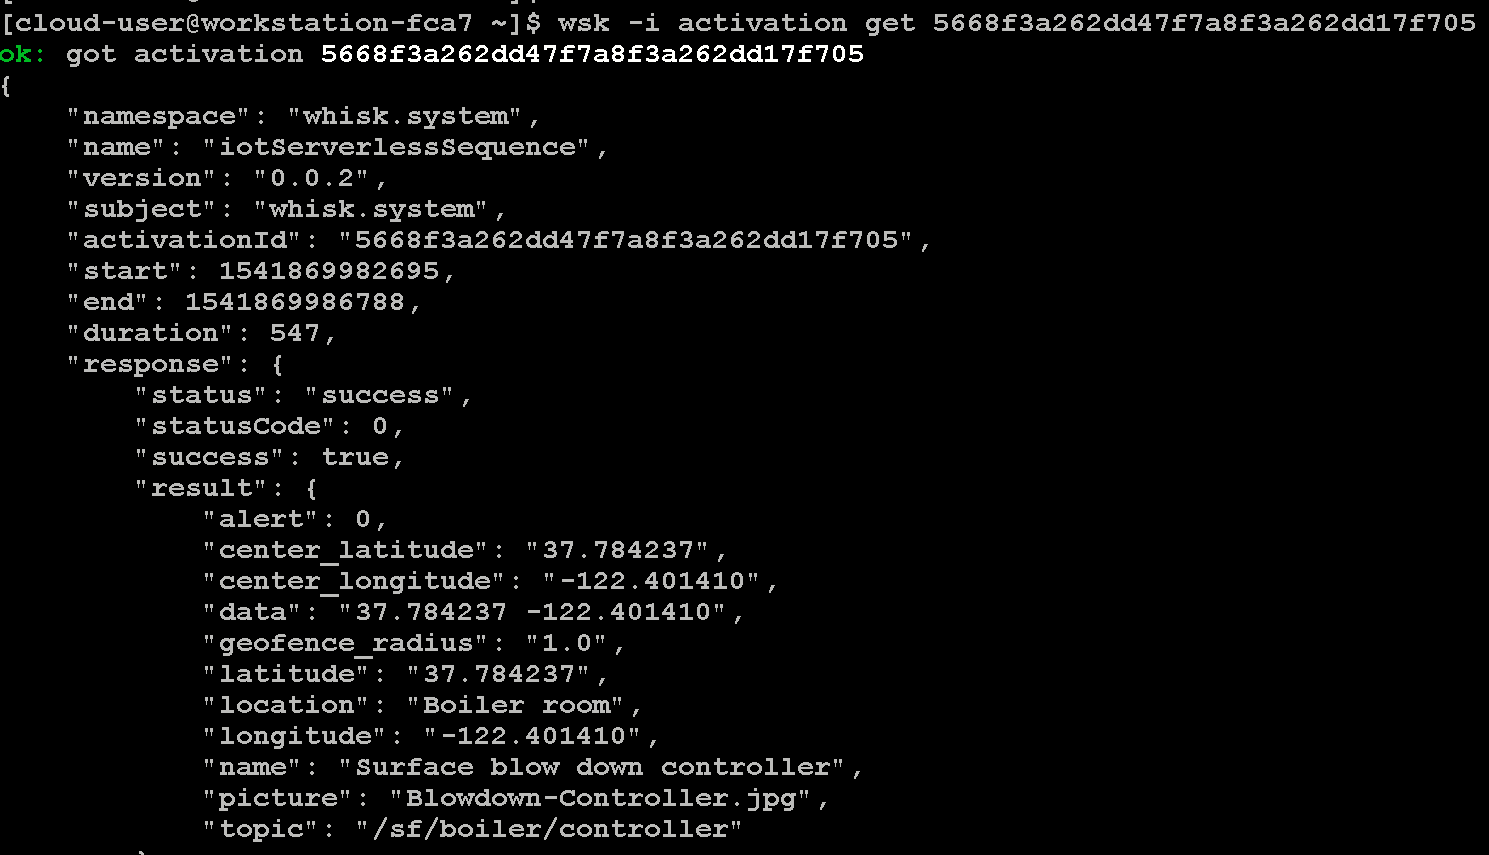 [cloud-user@workstation-fca7 ~]$ wsk -i activation get 5668f3a262dd47f7a8f3a262dd17f705
ok: got activation 5668f3a262dd47f7a8f3a262dd17f705
{
    "namespace": "whisk.system",
    "name": "iotServerlessSequence",
    "version": "0.0.2",
    "subject": "whisk.system",
    "activationId": "5668f3a262dd47f7a8f3a262dd17f705",
    "start": 1541869982695,
    "end": 1541869986788,
    "duration": 547,
    "response": {
        "status": "success",
        "statusCode": 0,
        "success": true,
        "result": {
            "alert": 0,
            "center_latitude": "37.784237",
            "center_longitude": "-122.401410",
            "data": "37.784237 -122.401410",
            "geofence_radius": "1.0",
            "latitude": "37.784237",
            "location": "Boiler room",
            "longitude": "-122.401410",
            "name": "Surface blow down controller",
            "picture": "Blowdown-Controller.jpg",
            "topic": "/sf/boiler/controller"